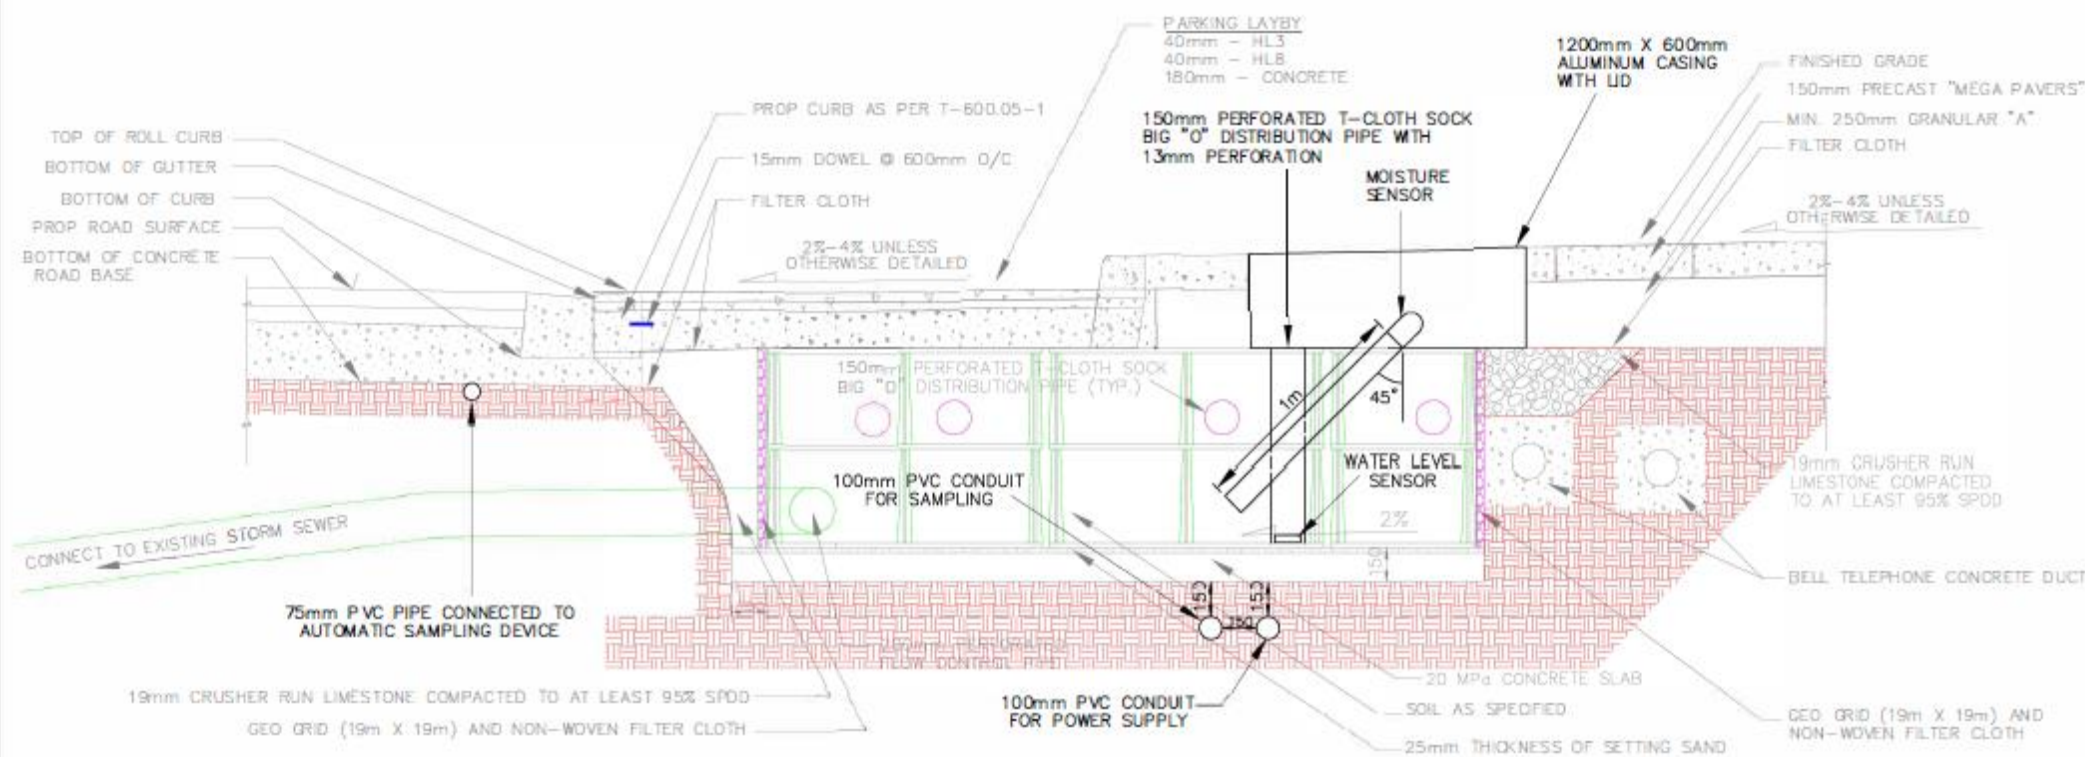 PARKING LAYBY
40mm - HL3
40mm - HL8
180mm - CONCRETE
1200mm X 600mm
ALUMINUM CASING
WITH LID
FINISHED GRADE
150mm PRECAST "MEGA PAVERS"
MIN. 250mm GRANULAR "A"
FILTER CLOTH
2%-4% UNLESS
OTHERWISE DETAILED
PROP CURB AS PER T-600.05-1
15mm DOWEL @ 600mm O/C
FILTER CLOTH
2%-4% UNLESS
OTHERWISE DETAILED
150mm PERFORATED T-CLOTH SOCK
BIG "O" DISTRIBUTION PIPE WITH
13mm PERFORATION
MOISTURE
SENSOR
TOP OF ROLL CURB
BOTTOM OF GUTTER
BOTTOM OF CURB
PROP ROAD SURFACE
BOTTOM OF CONCRETE
ROAD BASE
150mm PERFORATED T-CLOTH SOCK
BIG "O" DISTRIBUTION PIPE (TYP.)
1m
45°
100mm PVC CONDUIT
FOR SAMPLING
WATER LEVEL
SENSOR
2%
150
19mm CRUSHER RUN
LIMESTONE COMPACTED
TO AT LEAST 95% SPDD
CONNECT TO EXISTING STORM SEWER
BELL TELEPHONE CONCRETE DUCT
75mm PVC PIPE CONNECTED TO
AUTOMATIC SAMPLING DEVICE
150
150
PERFORATED
FLOW CONTROL
20 MPa CONCRETE SLAB
19mm CRUSHER RUN LIMESTONE COMPACTED TO AT LEAST 95% SPDD
100mm PVC CONDUIT
FOR POWER SUPPLY
SOIL AS SPECIFIED
GEO GRID (19m X 19m) AND NON-WOVEN FILTER CLOTH
GEO GRID (19m X 19m) AND
NON-WOVEN FILTER CLOTH
25mm THICKNESS OF SETTING SAND